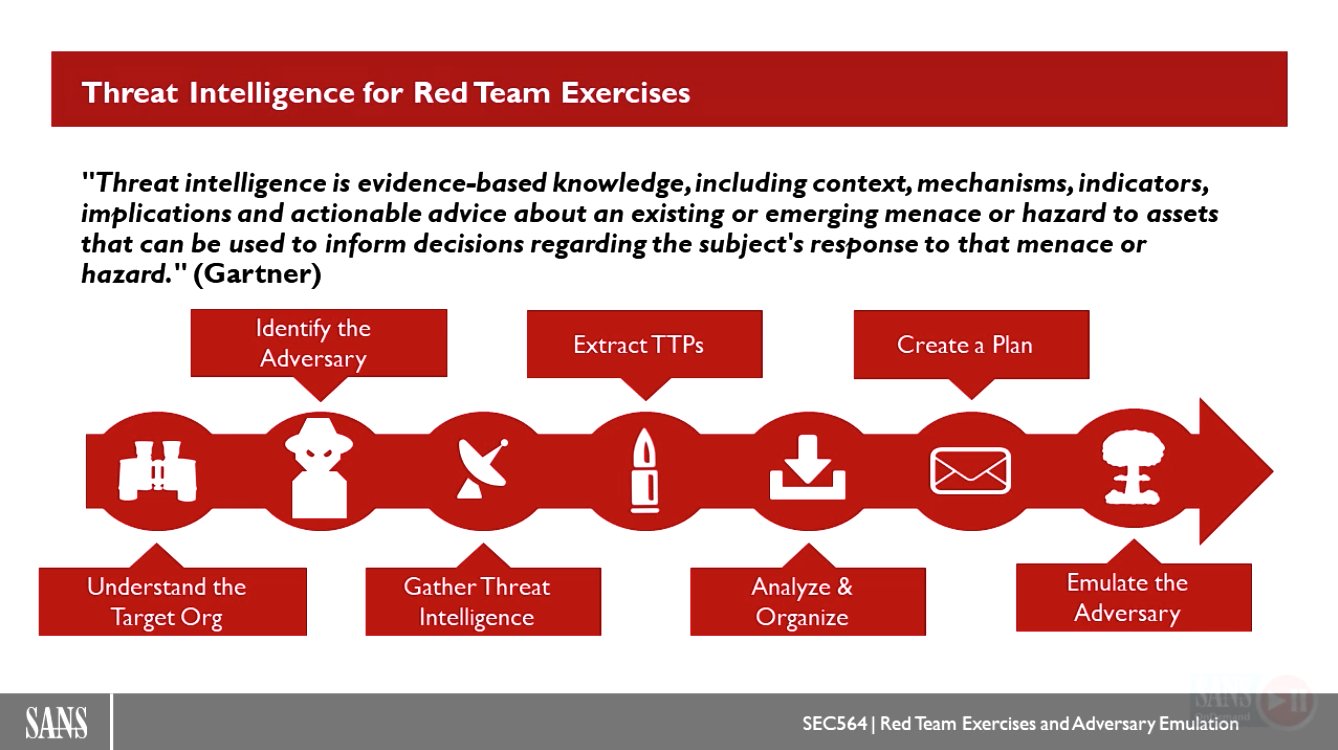 Threat Intelligence for Red Team Exercises
"Threat intelligence is evidence-based knowledge, including context, mechanisms, indicators,
implications and actionable advice about an existing or emerging menace or hazard to assets
that can be used to inform decisions regarding the subject's response to that menace or
hazard." (Gartner)
Identify the
Adversary
Extract TTPs
Create a Plan
Understand the
Target Org
Gather Threat
Intelligence
Analyze &
Organize
Emulate the
Adversary
SANS
SEC564 | Red Team Exercises and Adversary Emulation
SANS